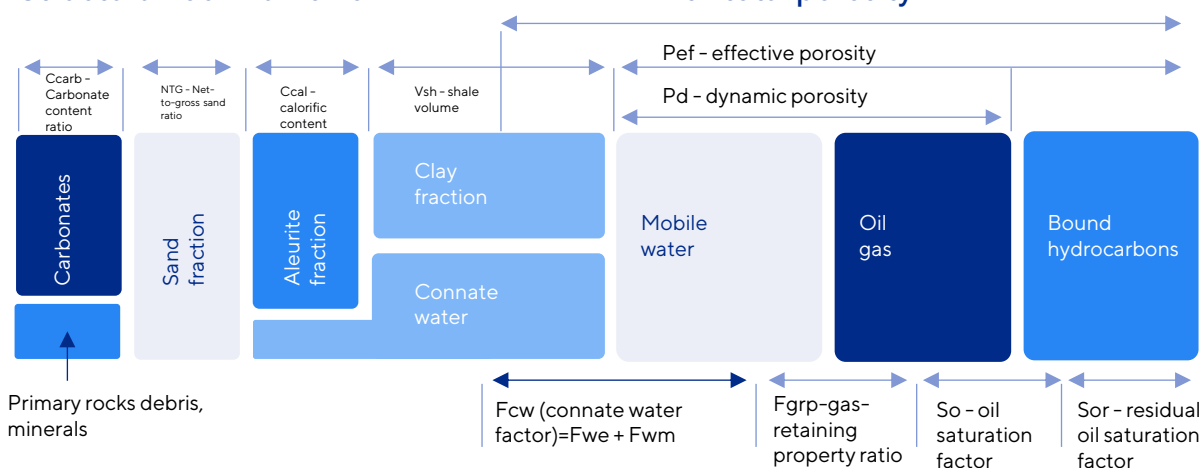 Pef - effective porosity
Pd - dynamic porosity
Ccarb -
Carbonate
content
ratio
NTG - Net-
to-gross sand
ratio
Ccal -
calorific
content
Vsh - shale
volume
Carbonates
Sand
fraction
Aleurite
fraction
Clay
fraction
Connate
water
Mobile
water
Oil
gas
Bound
hydrocarbons
Primary rocks debris,
minerals
Fcw (connate water
factor)=Fwe + Fwm
Fgrp-gas-
retaining
property ratio
So - oil
saturation
factor
Sor - residual
oil saturation
factor